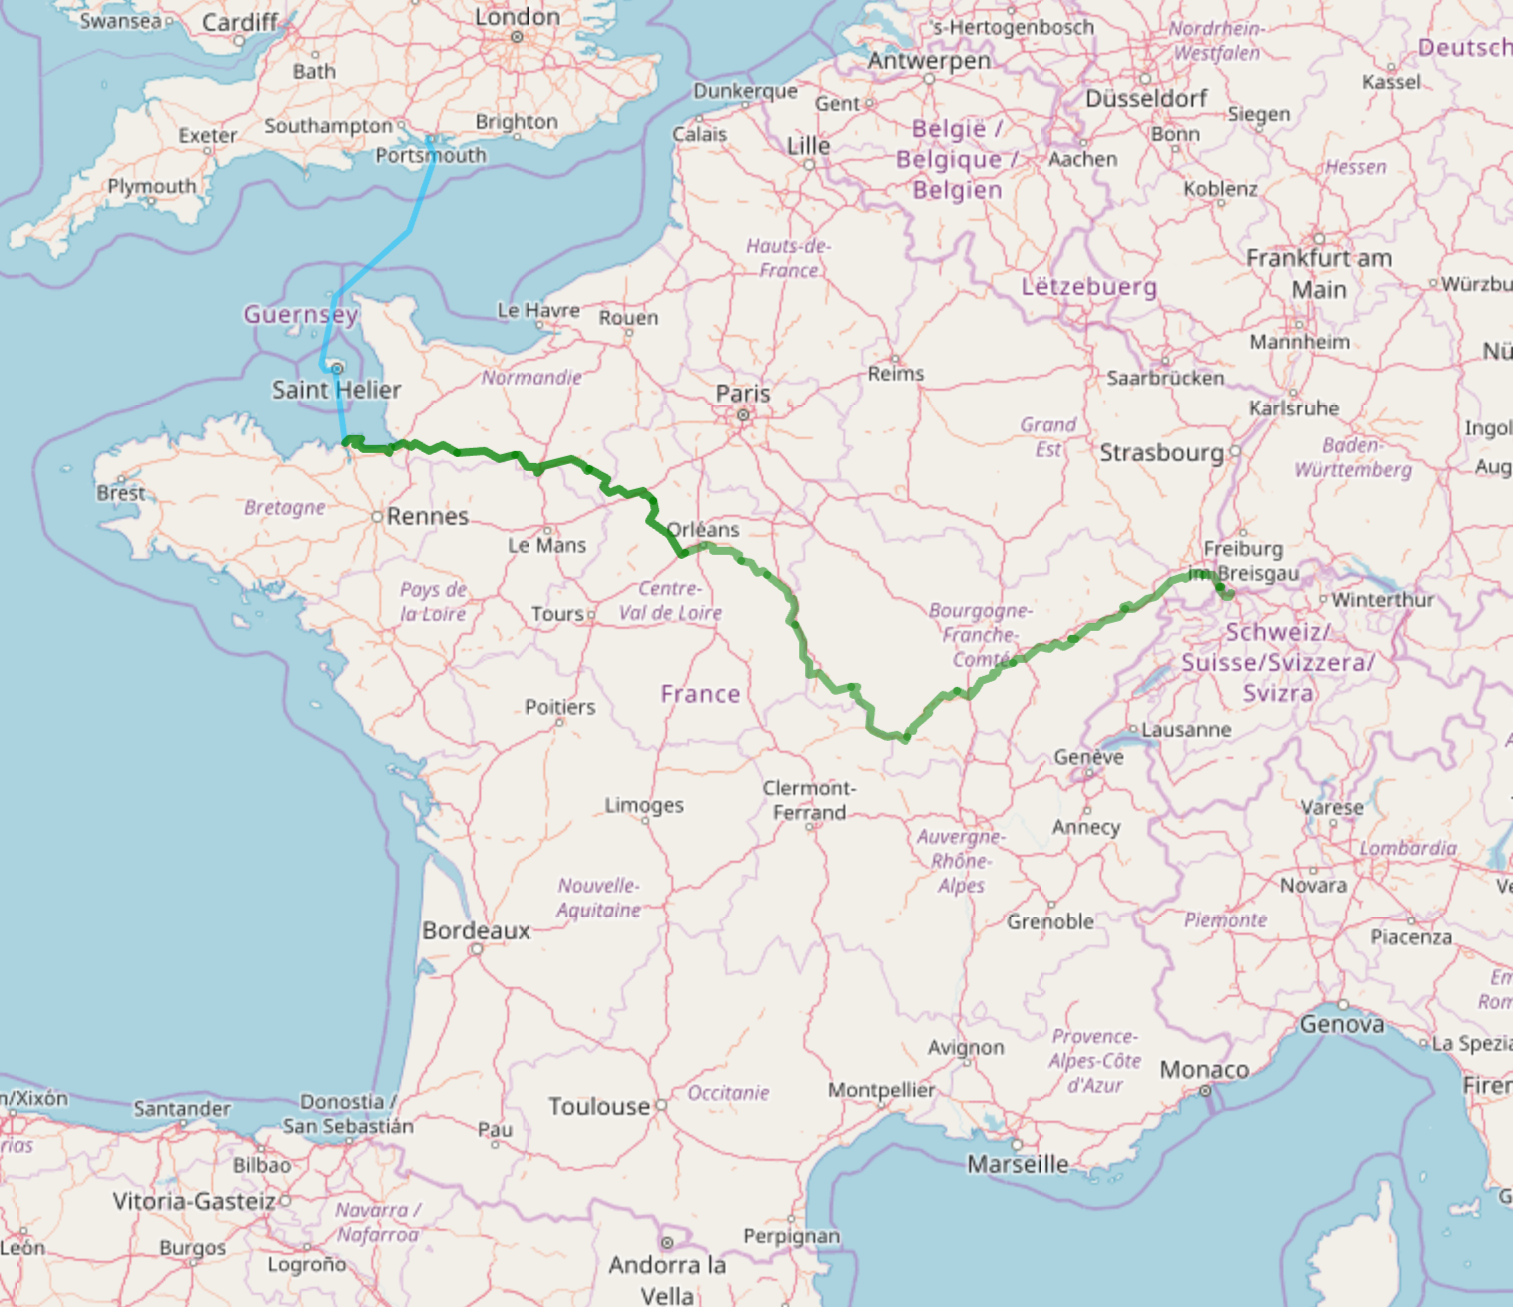 Swansea
Cardiff
London
Bath
Exeter
Southampton
Brighton
Portsmouth
Plymouth
's-Hertogenbosch
Nordrhein-
Westfalen
Deutsch
Antwerpen
Kassel
Dunkerque
Gent
Düsseldorf
Siegen
Calais
Lille
België /
Belgique /
Belgien
Bonn
Aachen
Hessen
Koblenz
Hauts-de-
France
Frankfurt am
Main
Lëtzebuerg
Würzbu
Guernsey
Le Havre
Rouen
Mannheim
Nü
Saint Helier
Normandie
Reims
Saarbrücken
Paris
Karlsruhe
Grand
Est
Strasbourg
Baden-
Württemberg
Ingol
Aug
Brest
Bretagne
Rennes
Le Mans
Orléans
Freiburg
im Breisgau
Pays de
la Loire
Tours
Centre-
Val de Loire
Bourgogne-
Franche-
Comté
Winterthur
Schweiz/
Suisse/Svizzera/
Svizra
France
Poitiers
Lausanne
Genève
Limoges
Clermont-
Ferrand
Annecy
Varese
Auvergne-
Rhône-
Alpes
Lombardia
Nouvelle-
Aquitaine
Novara
Ve
Bordeaux
Grenoble
Piemonte
Piacenza
Em
Rom
Genova
Avignon
Provence-
Alpes-Côte
d'Azur
La Spezia
Monaco
Firer
n/Xixón
Santander
Donostia /
San Sebastián
Toulouse
Occitanie
Montpellier
rias
Bilbao
Pau
Marseille
Vitoria-Gasteiz
Navarra /
Nafarroa
G
León
Burgos
Logroño
Perpignan
Andorra la
Vella